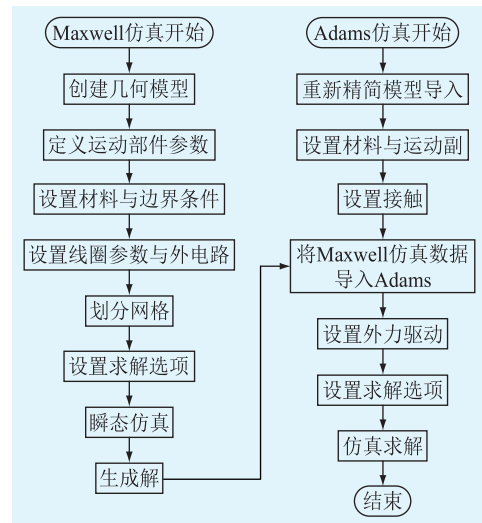 Maxwell仿真开始
创建几何模型
定义运动部件参数
设置材料与边界条件
设置线圈参数与外电路
划分网格
设置求解选项
瞬态仿真
生成解
Adams仿真开始
重新精简模型导入
设置材料与运动副
设置接触
将Maxwell仿真数据
导入Adams
设置外力驱动
设置求解选项
仿真求解
结束